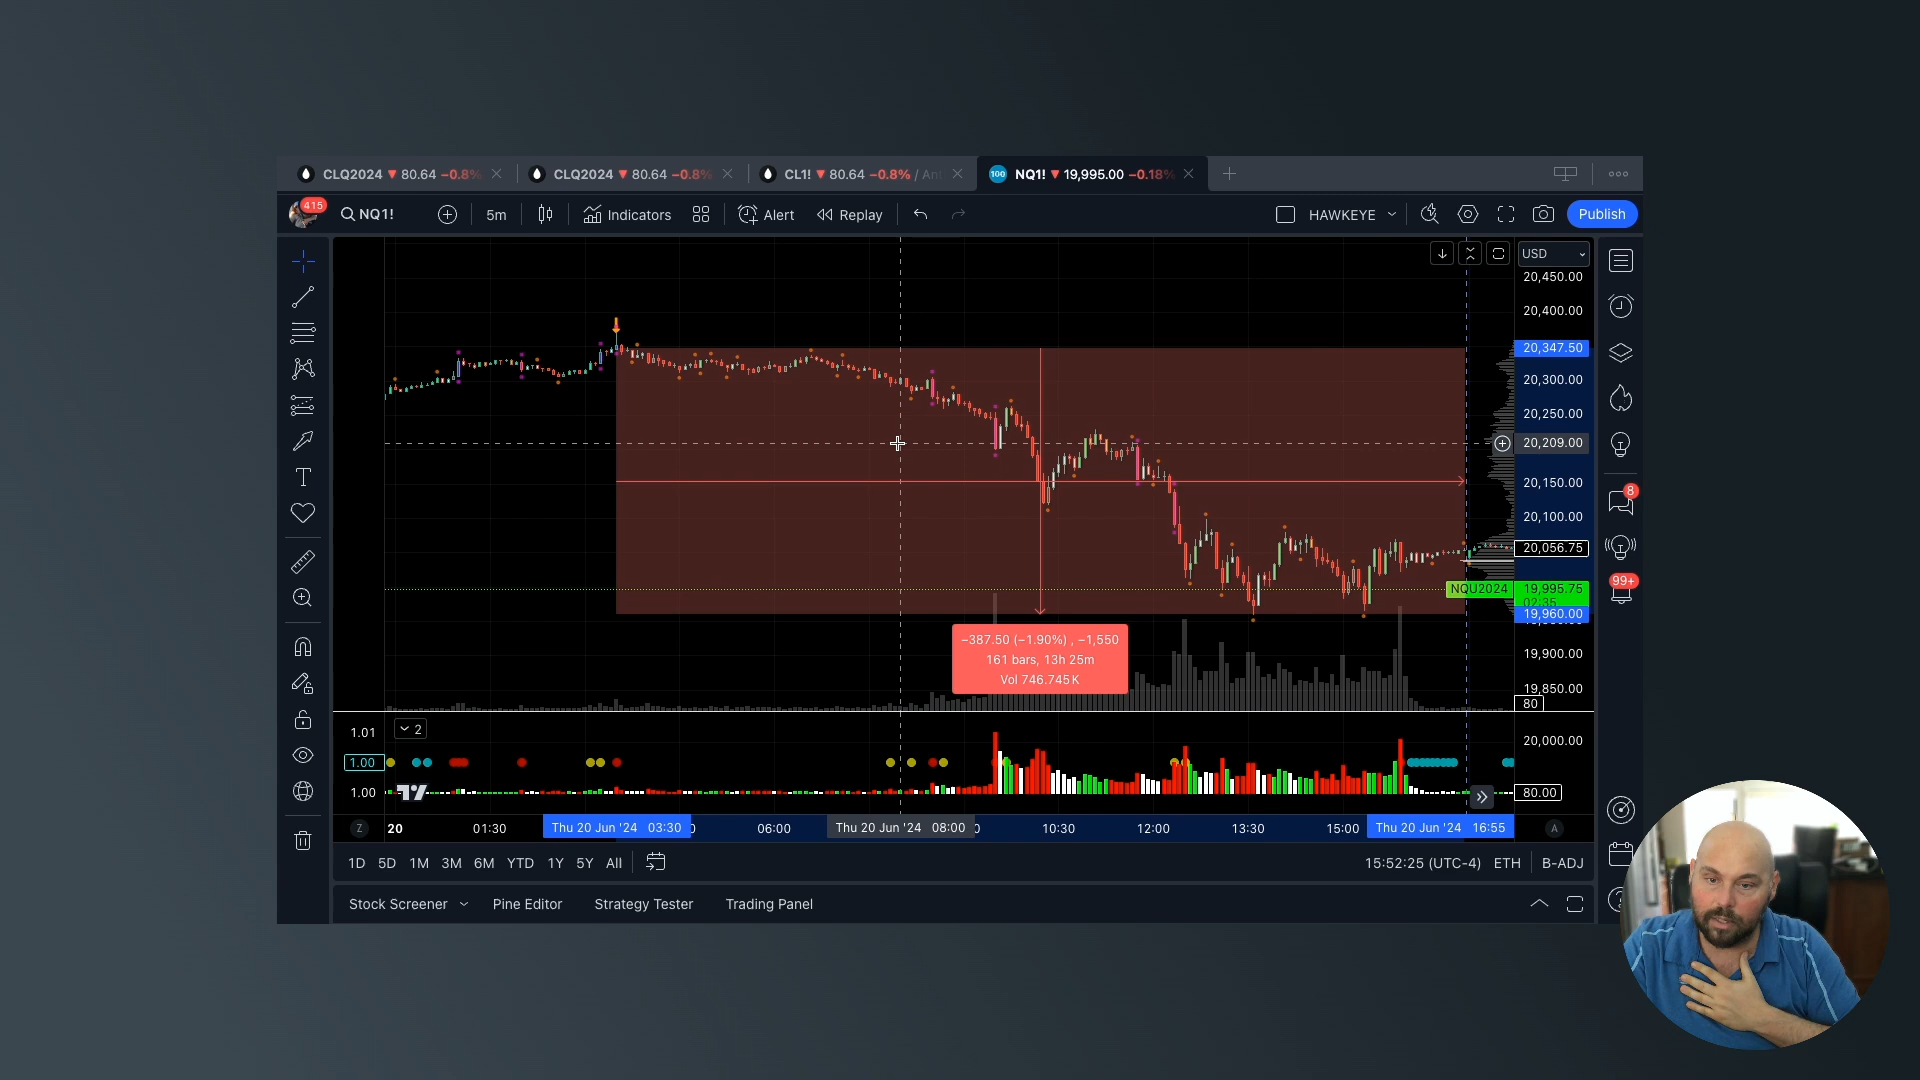 CLQ2024 ▼ 80.64 −0.8%
CLQ2024 ▼ 80.64 −0.8%
CL1! ▼ 80.64 −0.8% / An
100 NQ1! ▼ 19,995.00 −0.18%
415
NQ1!
5m
Indicators
Alert
Replay
HAWKEYE
Publish
USD
20,450.00
20,400.00
20,347.50
20,300.00
20,250.00
20,209.00
20,150.00
20,100.00
20,056.75
NQU2024 19,995.75
02:35
19,960.00
19,900.00
19,850.00
80
8
99+
−387.50 (−1.90%) , −1,550
161 bars, 13h 25m
Vol 746.745K
1.01
2
20,000.00
1.00
1.00
80.00
Z
20
01:30
Thu 20 Jun '24 03:30
06:00
Thu 20 Jun '24 08:00
10:30
12:00
13:30
15:00
Thu 20 Jun '24 16:55
A
1D 5D 1M 3M 6M YTD 1Y 5Y All
15:52:25 (UTC-4) ETH B-ADJ
Stock Screener
Pine Editor
Strategy Tester
Trading Panel